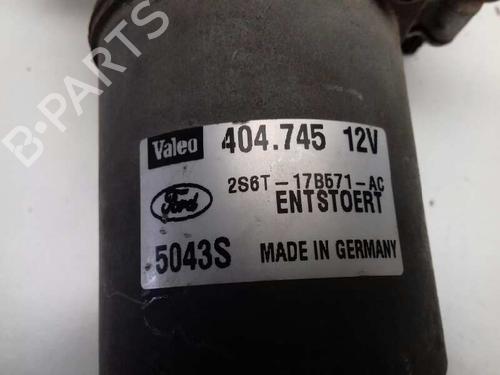 Valeo 404.745 12V
2S6T-17B571-AC
Ford ENTSTOERT
5043S MADE IN GERMANY
B-PARTS